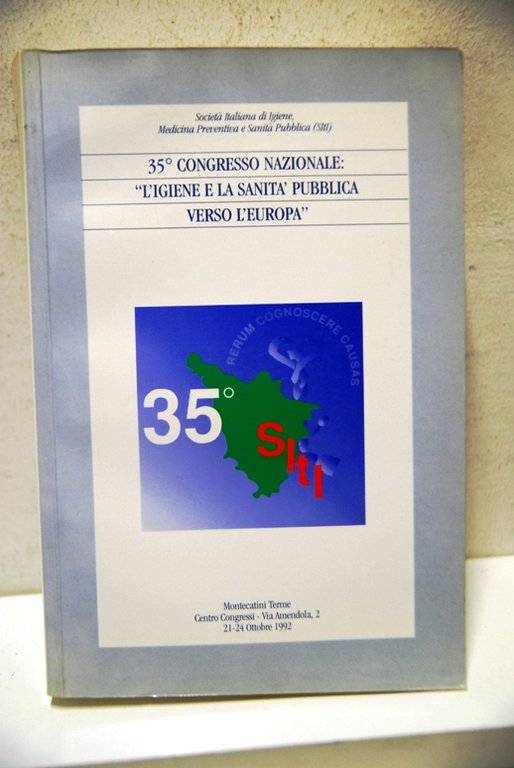 Società Italiana di Igiene,
Medicina Preventiva e Sanità Pubblica (SItI)
35° CONGRESSO NAZIONALE:
“L'IGIENE E LA SANITA' PUBBLICA
VERSO L'EUROPA”
RERUM COGNOSCERE CAUSAS
35°
SItI
Montecatini Terme
Centro Congressi - Via Amendola, 2
21-24 Ottobre 1992